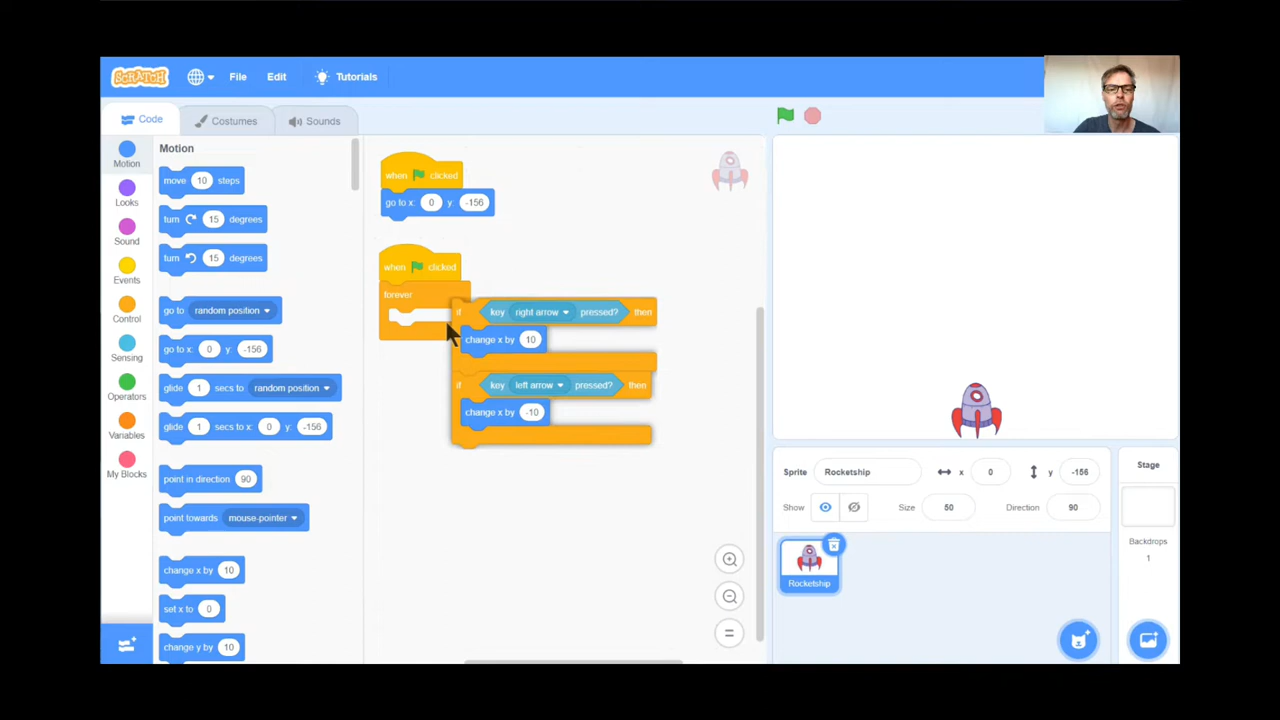 SCRATCH File Edit Tutorials
Code Costumes Sounds
Motion
Looks
Sound
Events
Control
Sensing
Operators
Variables
My Blocks
Motion
move 10 steps
turn 15 degrees
turn 15 degrees
go to random position
go to x: 0 y: -156
glide 1 secs to random position
glide 1 secs to x: 0 y: -156
point in direction 90
point towards mouse-pointer
change x by 10
set x to 0
change y by 10
when clicked
go to x: 0 y: -156
when clicked
forever
if key right arrow pressed? then
change x by 10
if key left arrow pressed? then
change x by -10
Sprite Rocketship x 0 y -156
Show Size 50 Direction 90
Rocketship
Stage
Backdrops
1